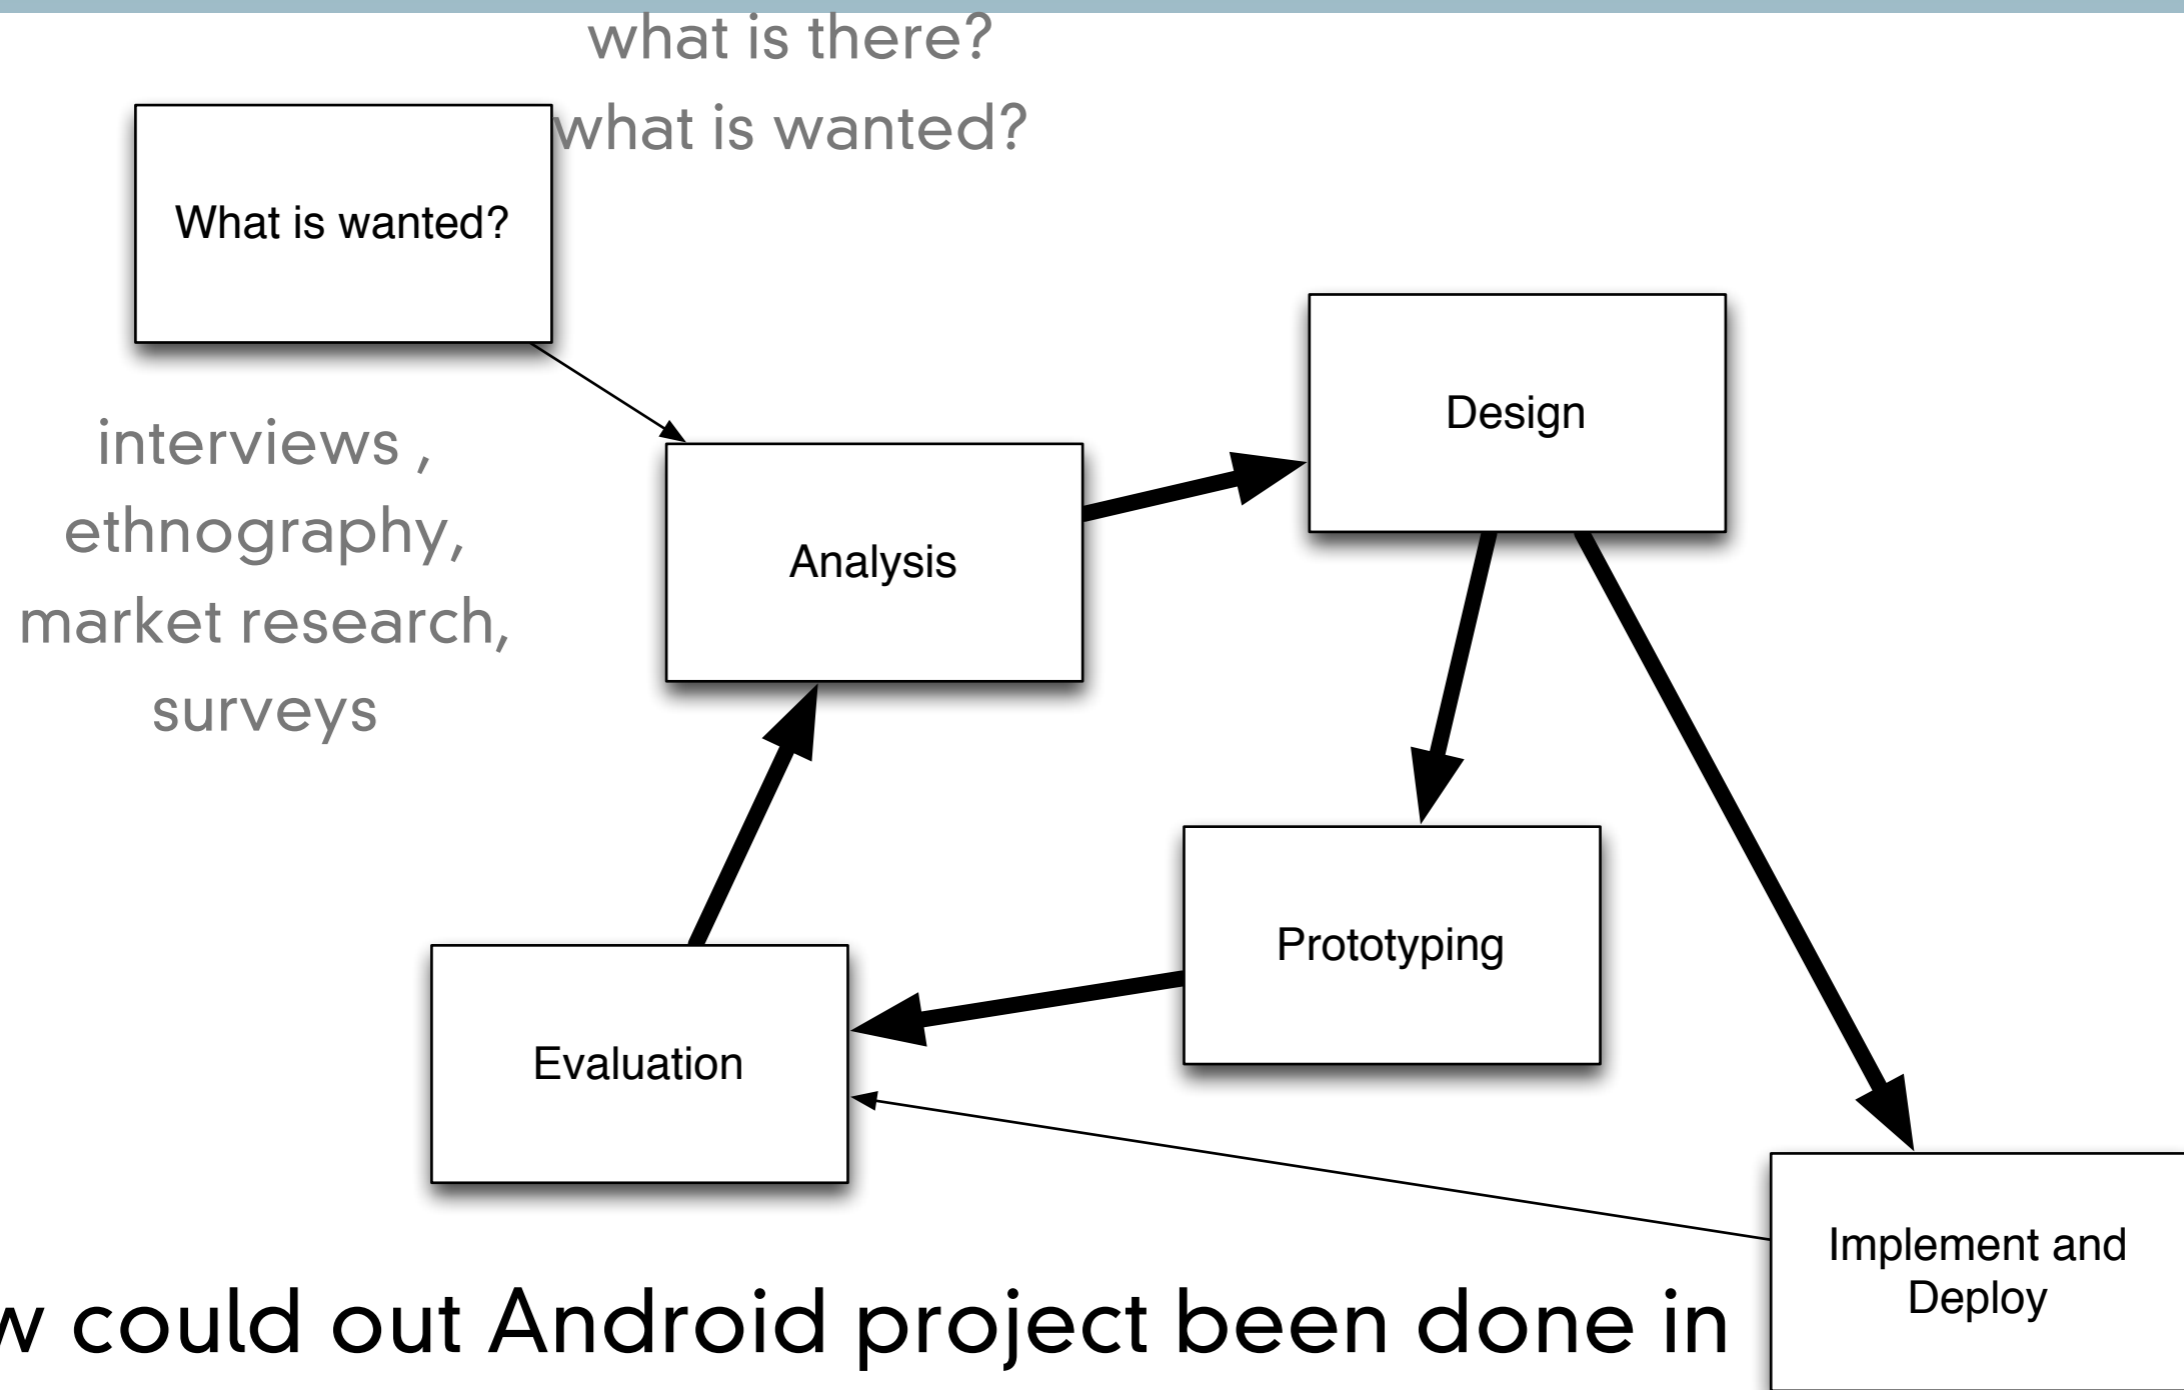 what is there?
what is wanted?
What is wanted?
interviews ,
ethnography,
market research,
surveys
Design
Analysis
Prototyping
Evaluation
Implement and
Deploy
could out Android project been done in